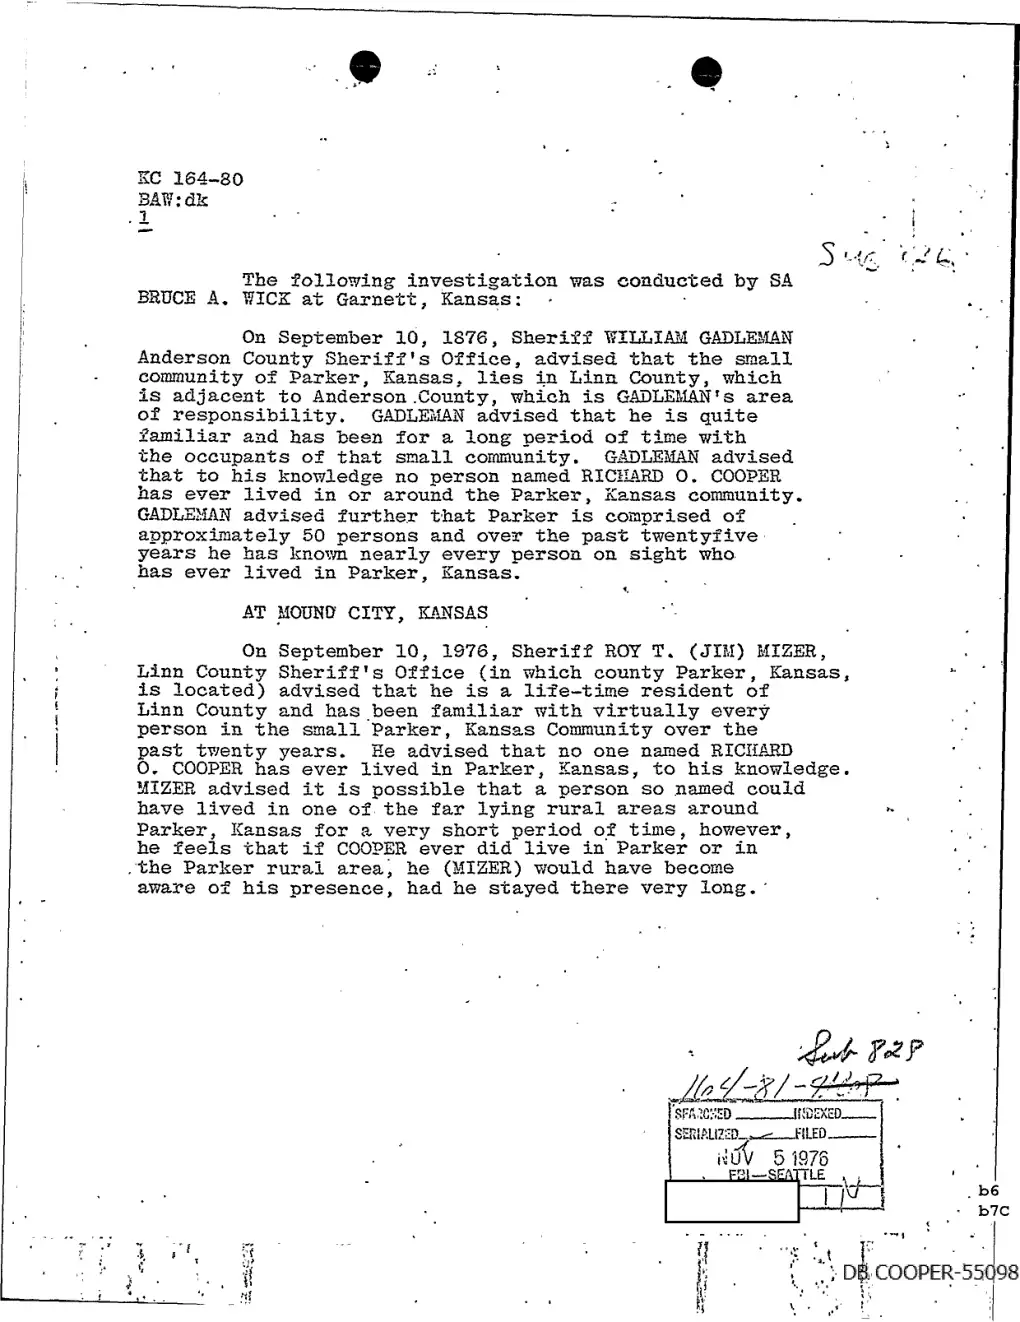 KC 164-80
BAW:dk
1
The following investigation was conducted by SA
BRUCE A. WICK at Garnett, Kansas:
On September 10, 1876, Sheriff WILLIAM GADLEMAN
Anderson County Sheriff's Office, advised that the small
community of Parker, Kansas, lies in Linn County, which
is adjacent to Anderson County, which is GADLEMAN's area
of responsibility. GADLEMAN advised that he is quite
familiar and has been for a long period of time with
the occupants of that small community. GADLEMAN advised
that to his knowledge no person named RICHARD O. COOPER
has ever lived in or around the Parker, Kansas community.
GADLEMAN advised further that Parker is comprised of
approximately 50 persons and over the past twentyfive
years he has known nearly every person on sight who
has ever lived in Parker, Kansas.
AT MOUND CITY, KANSAS
On September 10, 1976, Sheriff ROY T. (JIM) MIZER,
Linn County Sheriff's Office (in which county Parker, Kansas,
is located) advised that he is a life-time resident of
Linn County and has been familiar with virtually every
person in the small Parker, Kansas Community over the
past twenty years. He advised that no one named RICHARD
O. COOPER has ever lived in Parker, Kansas, to his knowledge.
MIZER advised it is possible that a person so named could
have lived in one of the far lying rural areas around
Parker, Kansas for a very short period of time, however,
he feels that if COOPER ever did live in Parker or in
the Parker rural area, he (MIZER) would have become
aware of his presence, had he stayed there very long.
Sub 828
164-81-
SEARCHED INDEXED
SERIALIZED FILED
NOV 5 1976
FBI—SEATTLE
b6
b7C
DB COOPER-55098